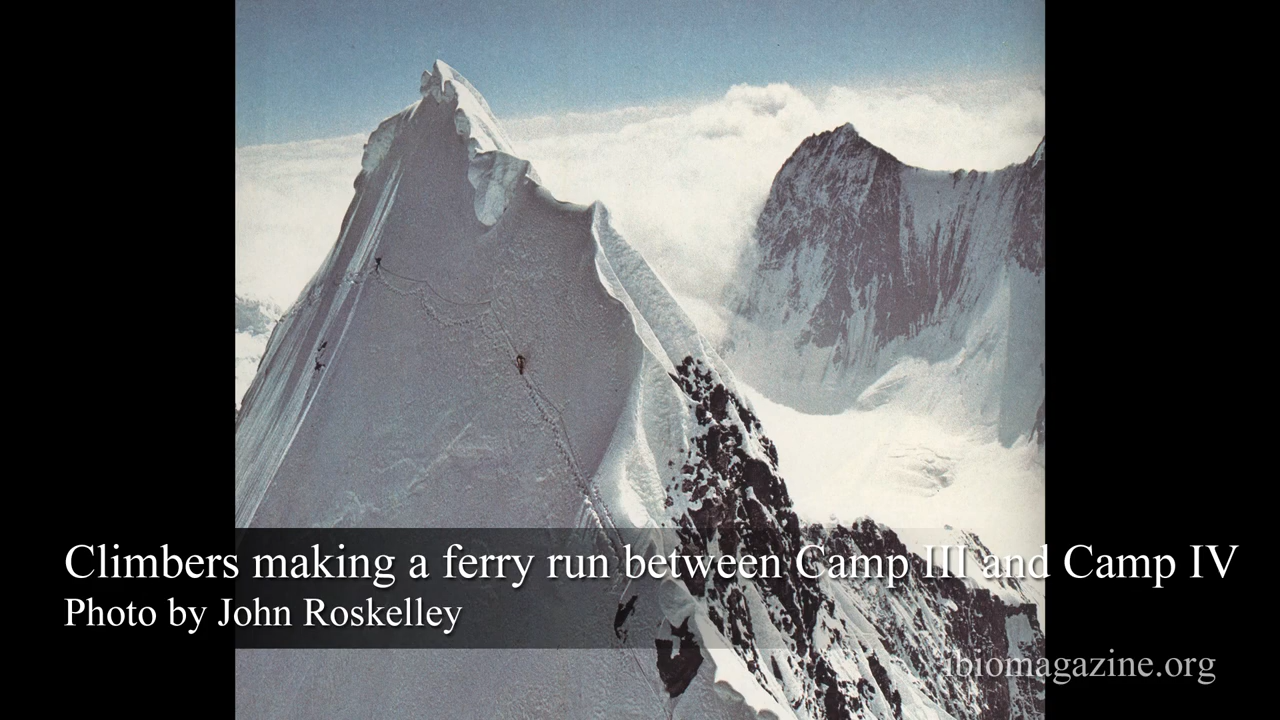 Climbers making a ferry run between Camp III and Camp IV
Photo by John Roskelley
ibiomagazine.org